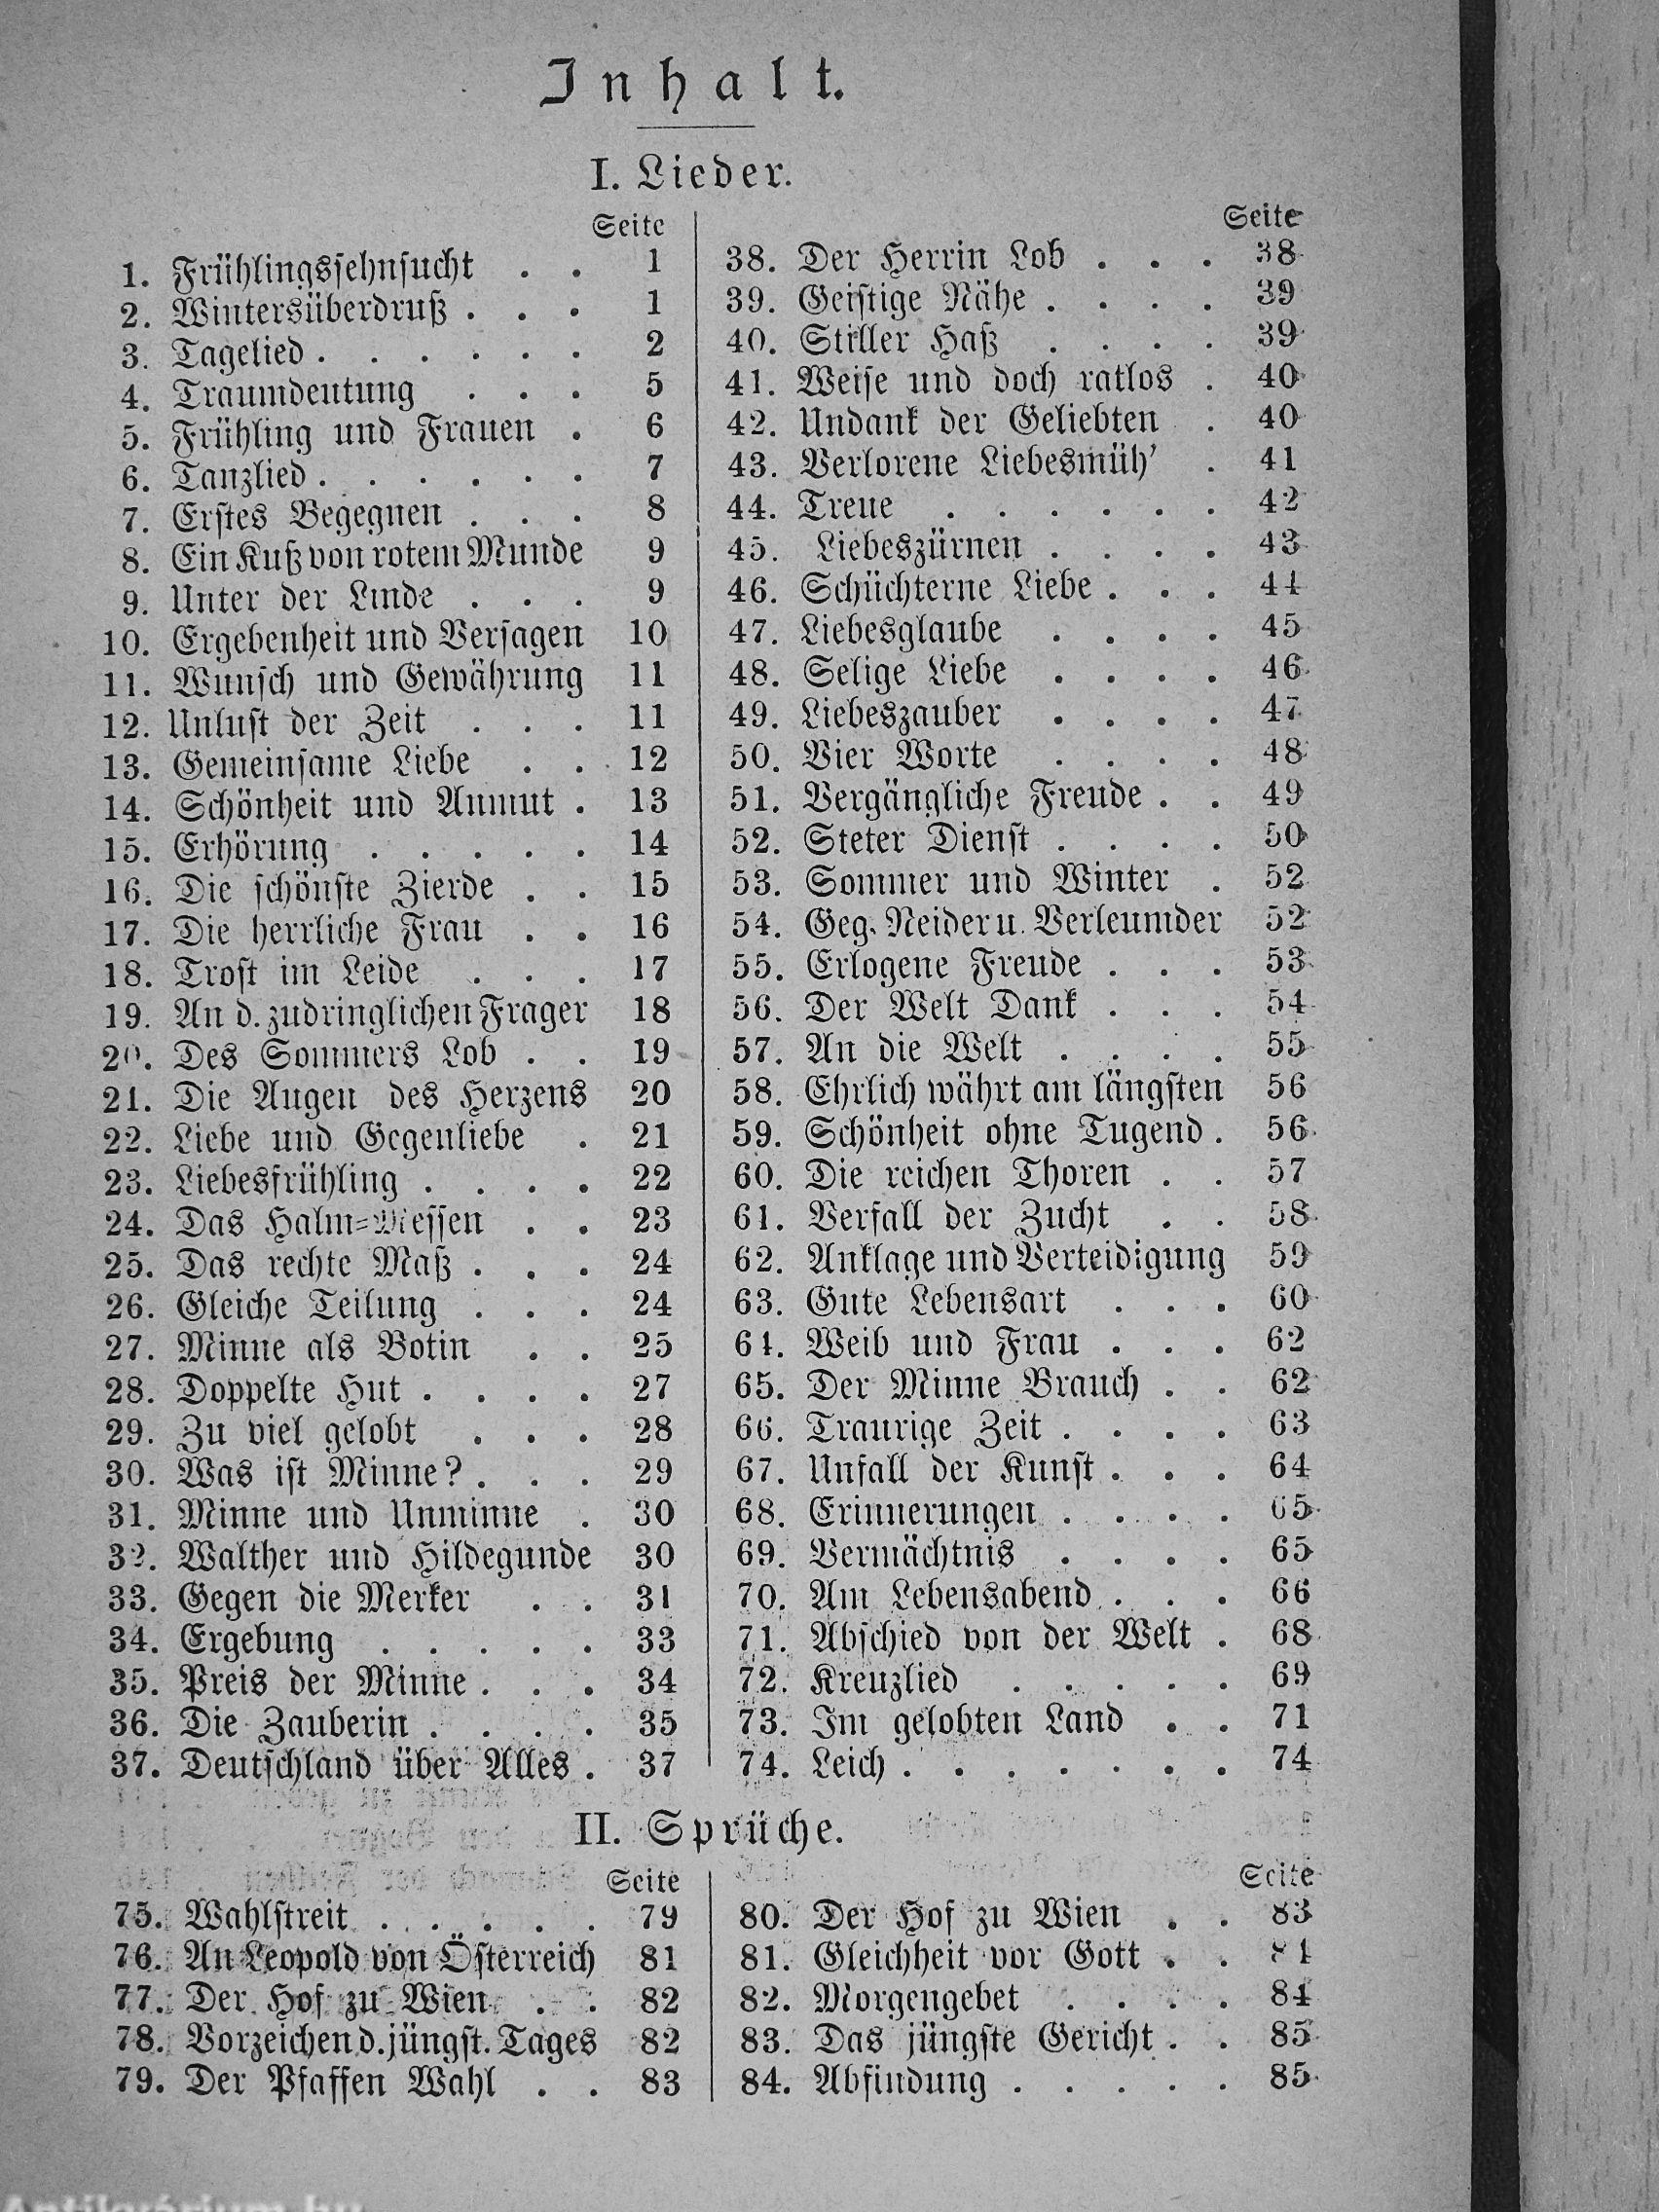 Inhalt.
I. Lieder.
Seite
1. Frühlingssehnsucht . . 1
2. Wintersüberdruß . . . 1
3. Tagelied . . . . . . 2
4. Traumdeutung . . . 5
5. Frühling und Frauen . 6
6. Tanzlied . . . . . . 7
7. Erstes Begegnen . . . 8
8. Ein Kuß von rotem Munde 9
9. Unter der Linde . . . 9
10. Ergebenheit und Versagen 10
11. Wunsch und Gewährung 11
12. Unlust der Zeit . . . 11
13. Gemeinsame Liebe . . 12
14. Schönheit und Anmut . 13
15. Erhörung . . . . . 14
16. Die schönste Zierde . . 15
17. Die herrliche Frau . . 16
18. Trost im Leide . . . 17
19. An d. zudringlichen Frager 18
20. Des Sommers Lob . . 19
21. Die Augen des Herzens 20
22. Liebe und Gegenliebe . 21
23. Liebesfrühling . . . . 22
24. Das Halm-Messen . . 23
25. Das rechte Maß . . . 24
26. Gleiche Teilung . . . 24
27. Minne als Botin . . 25
28. Doppelte Hut . . . . 27
29. Zu viel gelobt . . . 28
30. Was ist Minne? . . . 29
31. Minne und Unminne . 30
32. Walther und Hildegunde 30
33. Gegen die Merker . . 31
34. Ergebung . . . . . 33
35. Preis der Minne . . . 34
36. Die Zauberin . . . . 35
37. Deutschland über Alles . 37
Seite
38. Der Herrin Lob . . . 38
39. Geistige Nähe . . . . 39
40. Stiller Haß . . . . 39
41. Weise und doch ratlos . 40
42. Undank der Geliebten . 40
43. Verlorene Liebesmüh' . 41
44. Treue . . . . . . 42
45. Liebeszürnen . . . . 43
46. Schüchterne Liebe . . . 44
47. Liebesglaube . . . . 45
48. Selige Liebe . . . . 46
49. Liebeszauber . . . . 47
50. Vier Worte . . . . 48
51. Vergängliche Freude . . 49
52. Steter Dienst . . . . 50
53. Sommer und Winter . 52
54. Geg. Neider u. Verleumder 52
55. Erlogene Freude . . . 53
56. Der Welt Dank . . . 54
57. An die Welt . . . . 55
58. Ehrlich währt am längsten 56
59. Schönheit ohne Tugend . 56
60. Die reichen Thoren . . 57
61. Verfall der Zucht . . 58
62. Anklage und Verteidigung 59
63. Gute Lebensart . . . 60
64. Weib und Frau . . . 62
65. Der Minne Brauch . . 62
66. Traurige Zeit . . . . 63
67. Unfall der Kunst . . . 64
68. Erinnerungen . . . . 65
69. Vermächtnis . . . . 65
70. Am Lebensabend . . . 66
71. Abschied von der Welt . 68
72. Kreuzlied . . . . . 69
73. Im gelobten Land . . 71
74. Leich . . . . . . . 74
II. Sprüche.
Seite
75. Wahlstreit . . . . . 79
76. An Leopold von Österreich 81
77. Der Hof zu Wien . . 82
78. Vorzeichen d. jüngst. Tages 82
79. Der Pfaffen Wahl . . 83
Seite
80. Der Hof zu Wien . . 83
81. Gleichheit vor Gott . . 84
82. Morgengebet . . . . 84
83. Das jüngste Gericht . . 85
84. Abfindung . . . . . 85
Antikvárium.hu